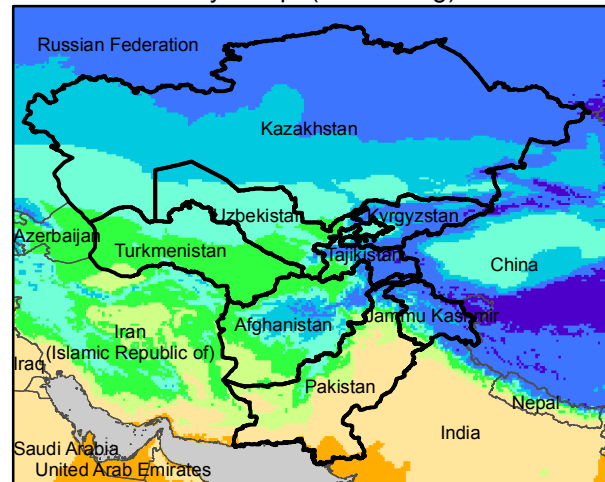 Russian Federation
Kazakhstan
Uzbekistan
Kyrgyzstan
Azerbaijan
Turkmenistan
Tajikistan
China
Afghanistan
Jammu Kashmir
Iran
(Islamic Republic of)
Iraq
Pakistan
Nepal
India
Saudi Arabia
United Arab Emirates